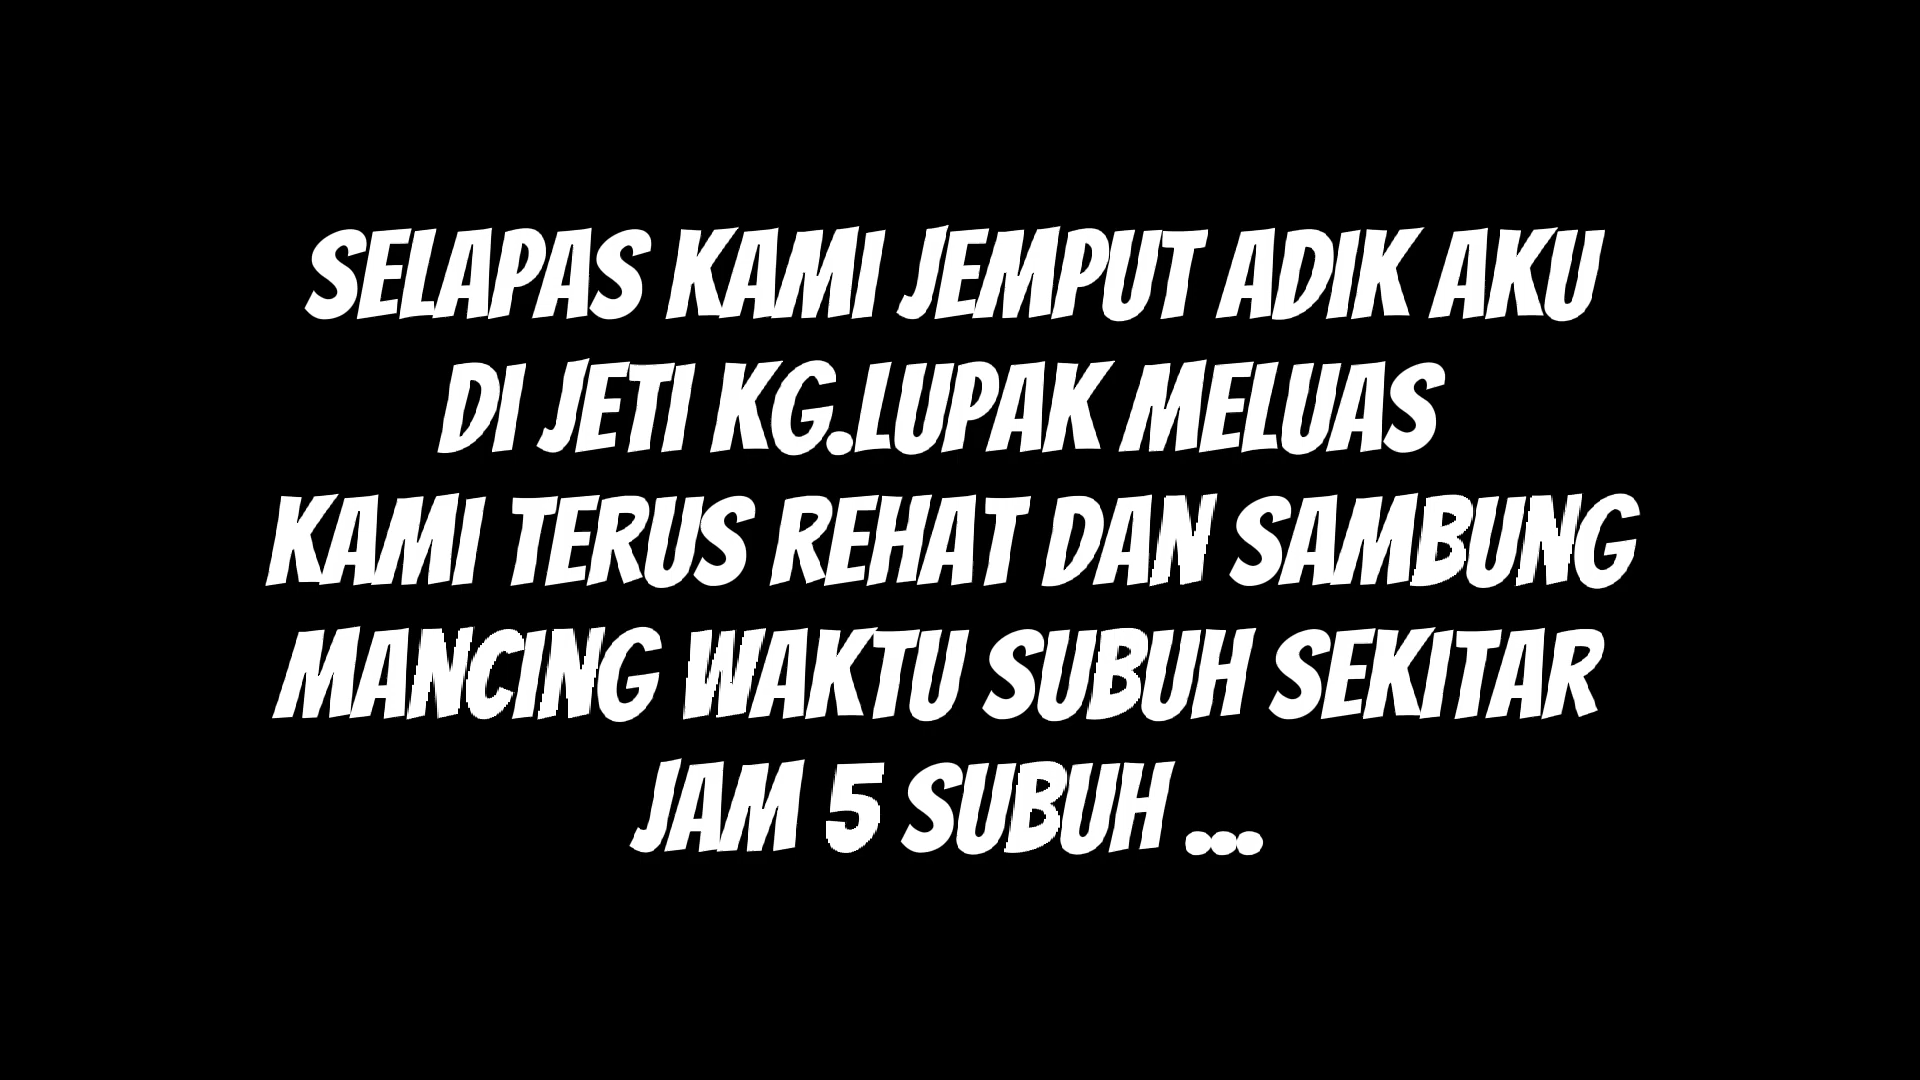 SELAPAS KAMI JEMPUT ADIK AKU
DI JETI KG.LUPAK MELUAS
KAMI TERUS REHAT DAN SAMBUNG
MANCING WAKTU SUBUH SEKITAR
JAM 5 SUBUH ...